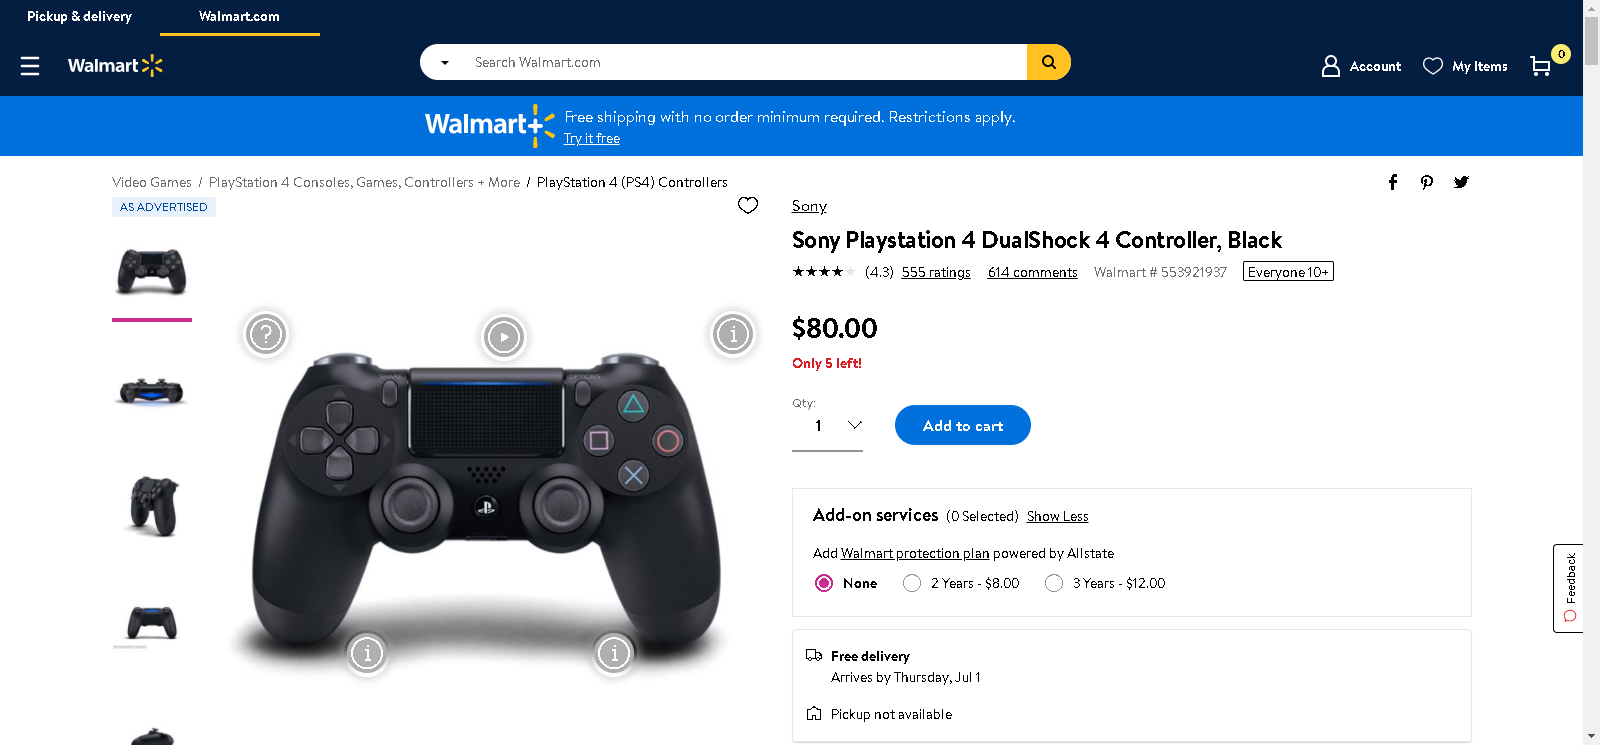 Pickup & delivery
Walmart.com
Walmart
Search Walmart.com
Account
My Items
0
Walmart+
Free shipping with no order minimum required. Restrictions apply.
Try it free
Video Games / PlayStation 4 Consoles, Games, Controllers + More / PlayStation 4 (PS4) Controllers
AS ADVERTISED
Sony
Sony Playstation 4 DualShock 4 Controller, Black
(4.3) 555 ratings 614 comments Walmart # 553921937 Everyone 10+
$80.00
Only 5 left!
Qty:
1
Add to cart
SHARE
OPTIONS
Add-on services (0 Selected) Show Less
Add Walmart protection plan powered by Allstate
None 2 Years - $8.00 3 Years - $12.00
Feedback
Free delivery
Arrives by Thursday, Jul 1
Pickup not available